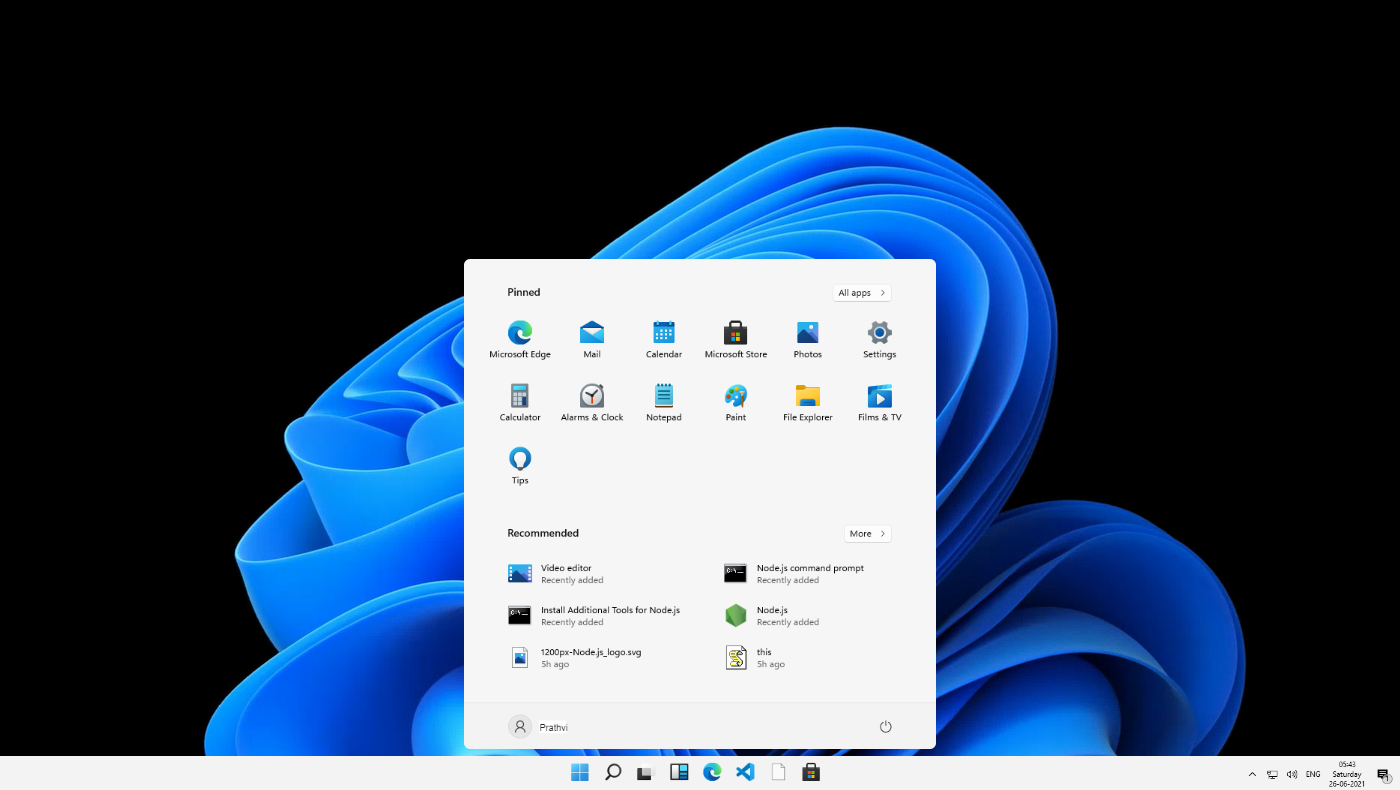 Pinned
All apps
Microsoft Edge
Mail
Calendar
Microsoft Store
Photos
Settings
Calculator
Alarms & Clock
Notepad
Paint
File Explorer
Films & TV
Tips
Recommended
More
Video editor
Recently added
Node.js command prompt
Recently added
Install Additional Tools for Node.js
Recently added
Node.js
Recently added
1200px-Node.js_logo.svg
5h ago
this
5h ago
Prathvi
ENG
05:43
Saturday
26-06-2021
1